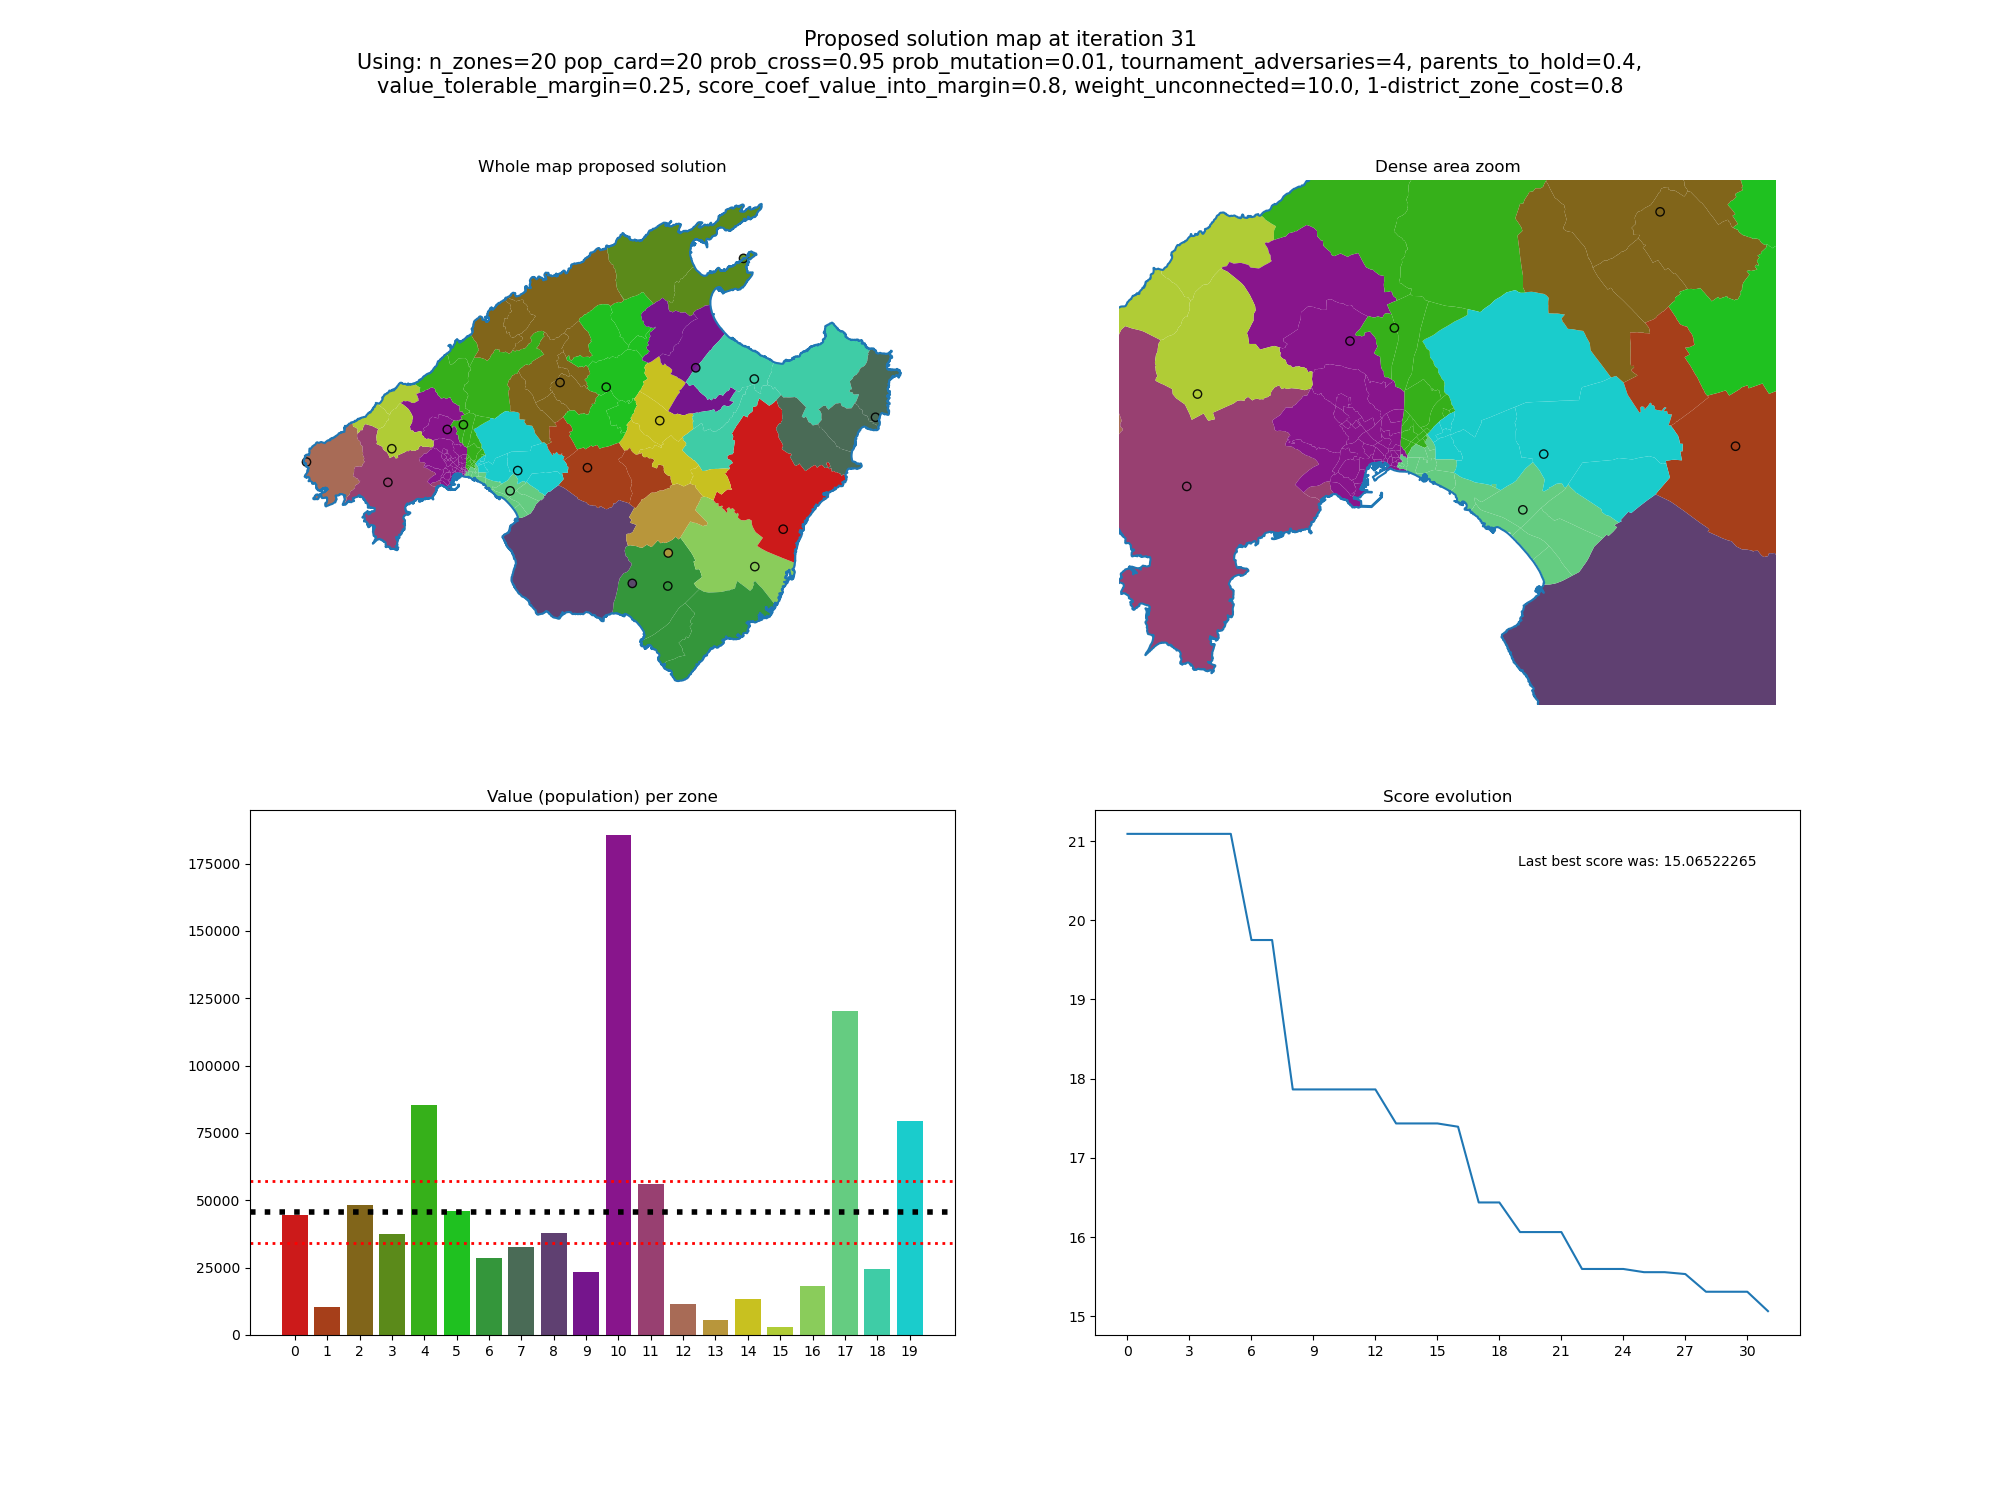 Proposed solution map at iteration 31
Using: n_zones=20 pop_card=20 prob_cross=0.95 prob_mutation=0.01, tournament_adversaries=4, parents_to_hold=0.4,
value_tolerable_margin=0.25, score_coef_value_into_margin=0.8, weight_unconnected=10.0, 1-district_zone_cost=0.8
Whole map proposed solution
Dense area zoom
Value (population) per zone
175000
150000
125000
100000
75000
50000
25000
0
0 1 2 3 4 5 6 7 8 9 10 11 12 13 14 15 16 17 18 19
Score evolution
Last best score was: 15.06522265
21
20
19
18
17
16
15
0 3 6 9 12 15 18 21 24 27 30